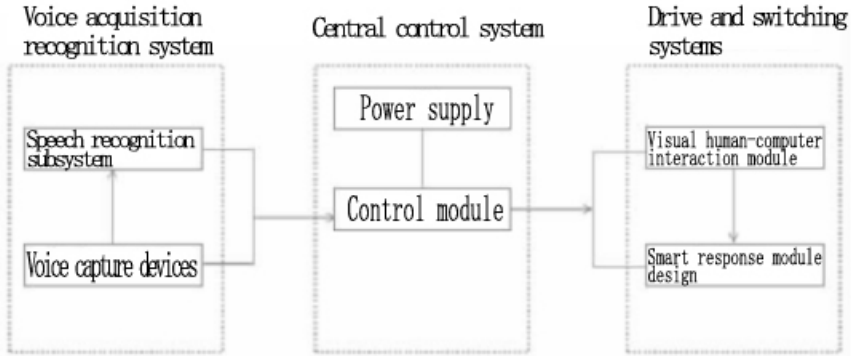 Voice acquisition
recognition system
Central control system
Drive and switching
systems
Speech recognition
subsystem
Voice capture devices
Power supply
Control module
Visual human-computer
interaction module
Smart response module
design